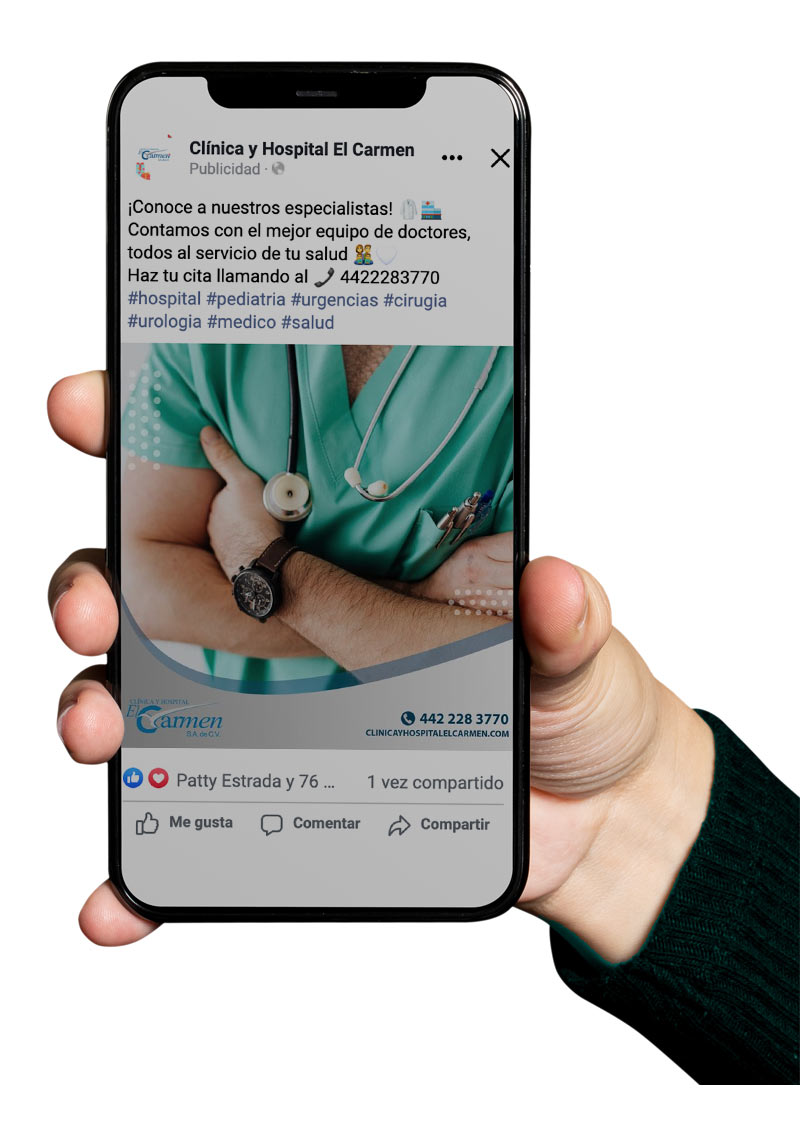 Clínica y Hospital El Carmen
Publicidad ·
¡Conoce a nuestros especialistas!
Contamos con el mejor equipo de doctores,
todos al servicio de tu salud
Haz tu cita llamando al 4422283770
#hospital #pediatria #urgencias #cirugia
#urologia #medico #salud
CLÍNICA Y HOSPITAL
El Carmen
S.A. de C.V.
442 228 3770
CLINICAYHOSPITALELCARMEN.COM
Patty Estrada y 76 ...
1 vez compartido
Me gusta
Comentar
Compartir